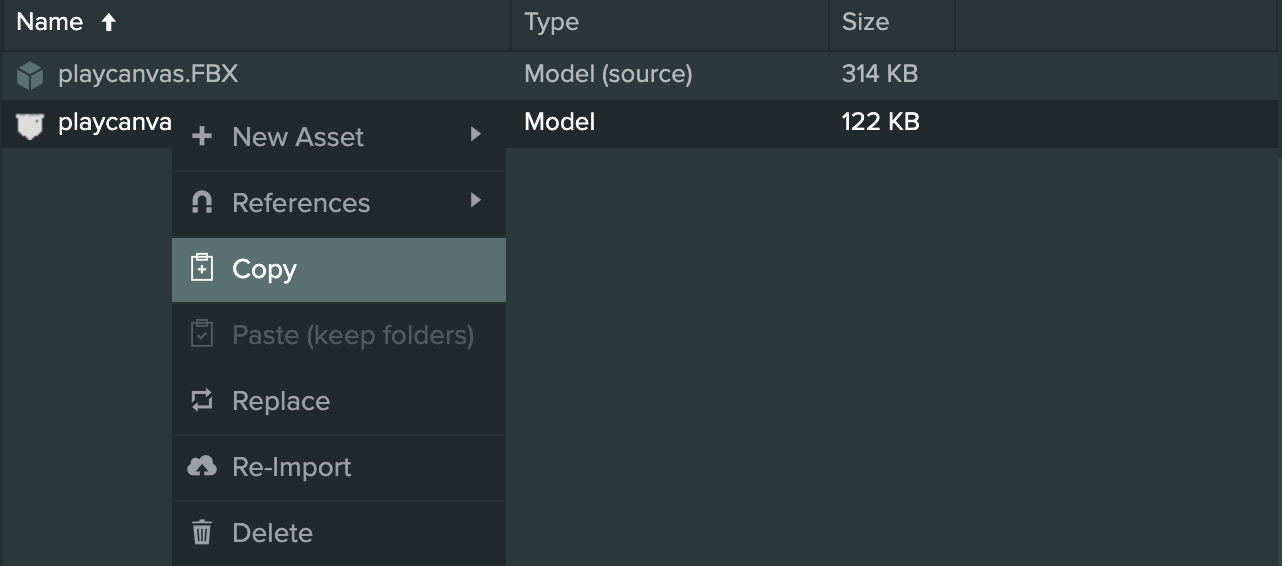 Name Type Size
playcanvas.FBX Model (source) 314 KB
playcanva Model 122 KB
New Asset
References
Copy
Paste (keep folders)
Replace
Re-Import
Delete